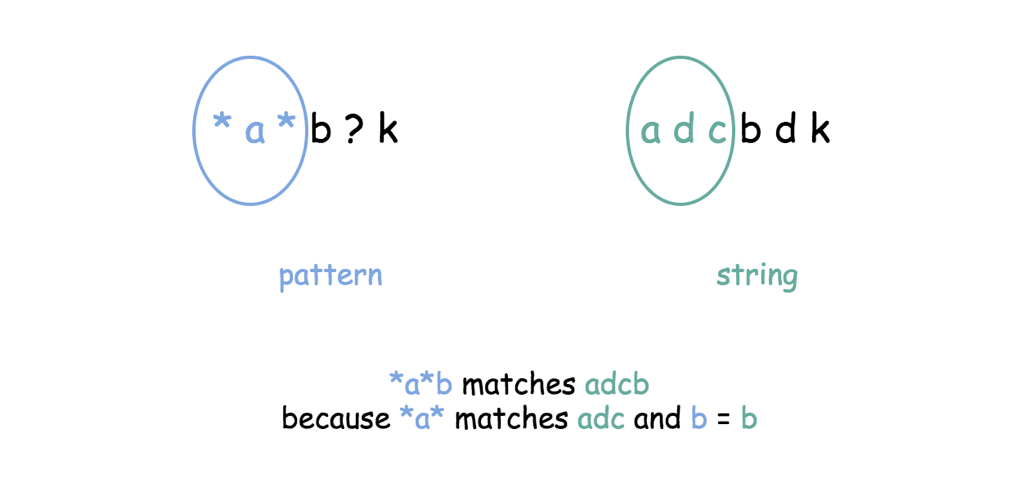 * a * b ? k
a d c b d k
pattern
string
*a*b matches adcb
because *a* matches adc and b = b